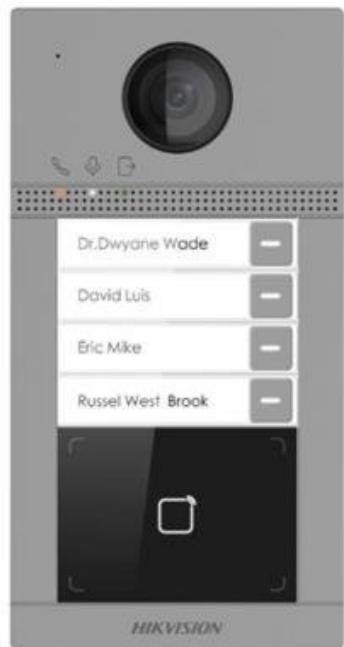 Dr.Dwyane Wade
David Luis
Eric Mike
Russel West Brook
HIKVISION